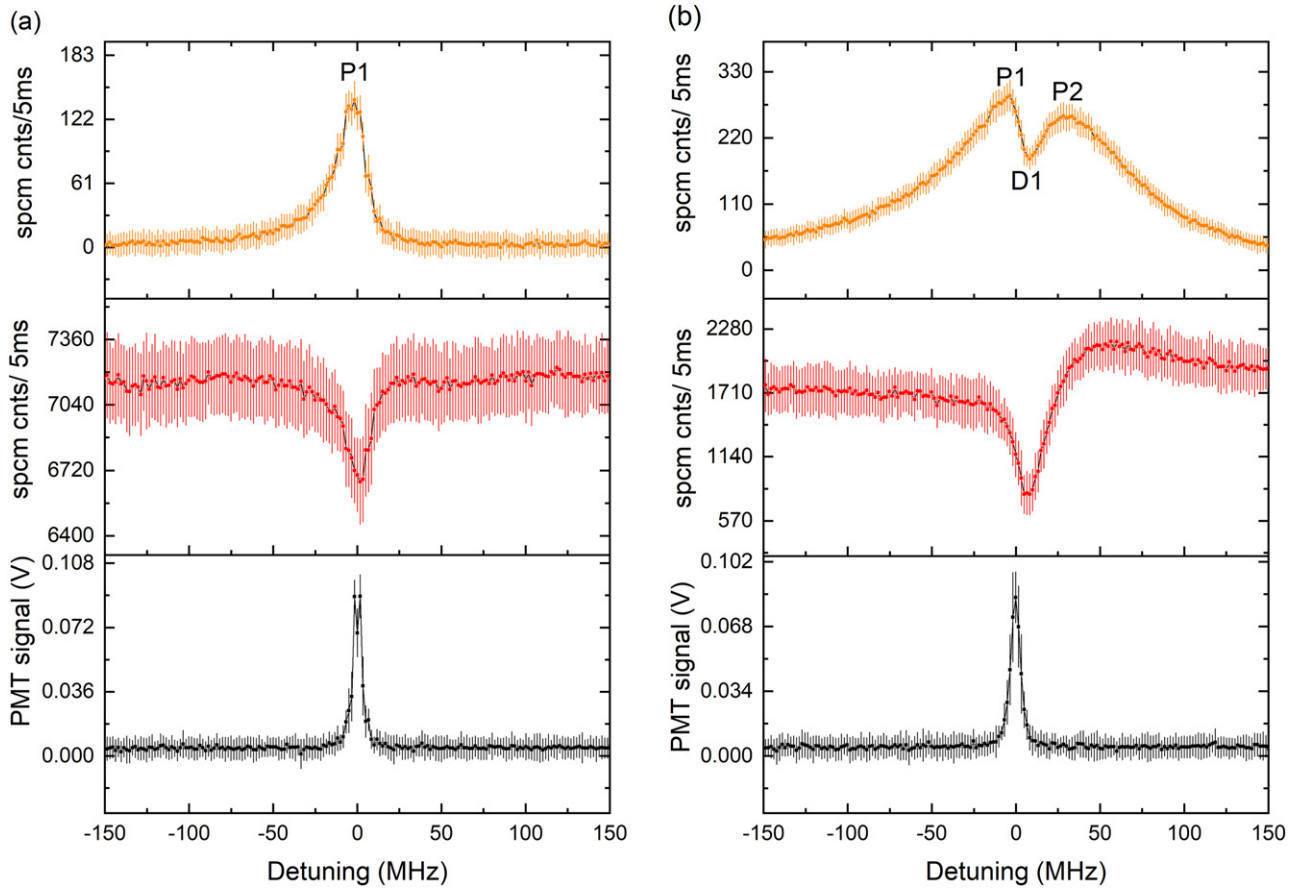 (a)
P1
spcm cnts/5ms
183
122
61
0
spcm cnts/ 5ms
7360
7040
6720
6400
PMT signal (V)
0.108
0.072
0.036
0.000
-150 -100 -50 0 50 100 150
Detuning (MHz)
(b)
P1
P2
D1
spcm cnts/ 5ms
330
220
110
0
spcm cnts/ 5ms
2280
1710
1140
570
PMT signal (V)
0.102
0.068
0.034
0.000
-150 -100 -50 0 50 100 150
Detuning (MHz)